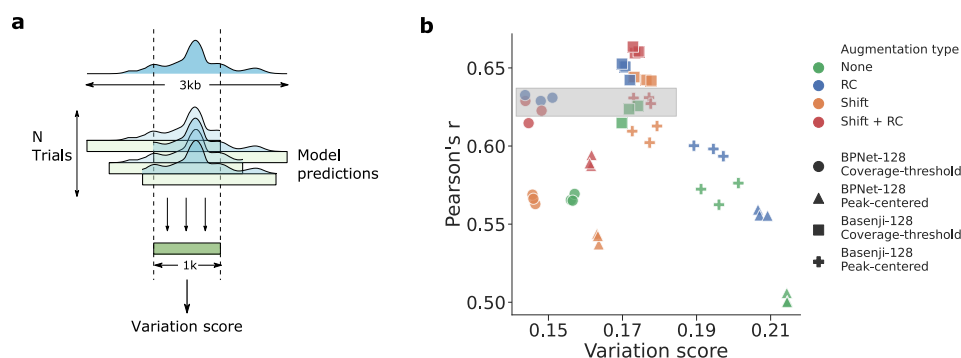 a
3kb
N
Trials
Model
predictions
1k
Variation score
b
Pearson's r
0.65
0.60
0.55
0.50
0.15
0.17
0.19
0.21
Variation score
Augmentation type
None
RC
Shift
Shift + RC
BPNet-128
Coverage-threshold
BPNet-128
Peak-centered
Basenji-128
Coverage-threshold
Basenji-128
Peak-centered